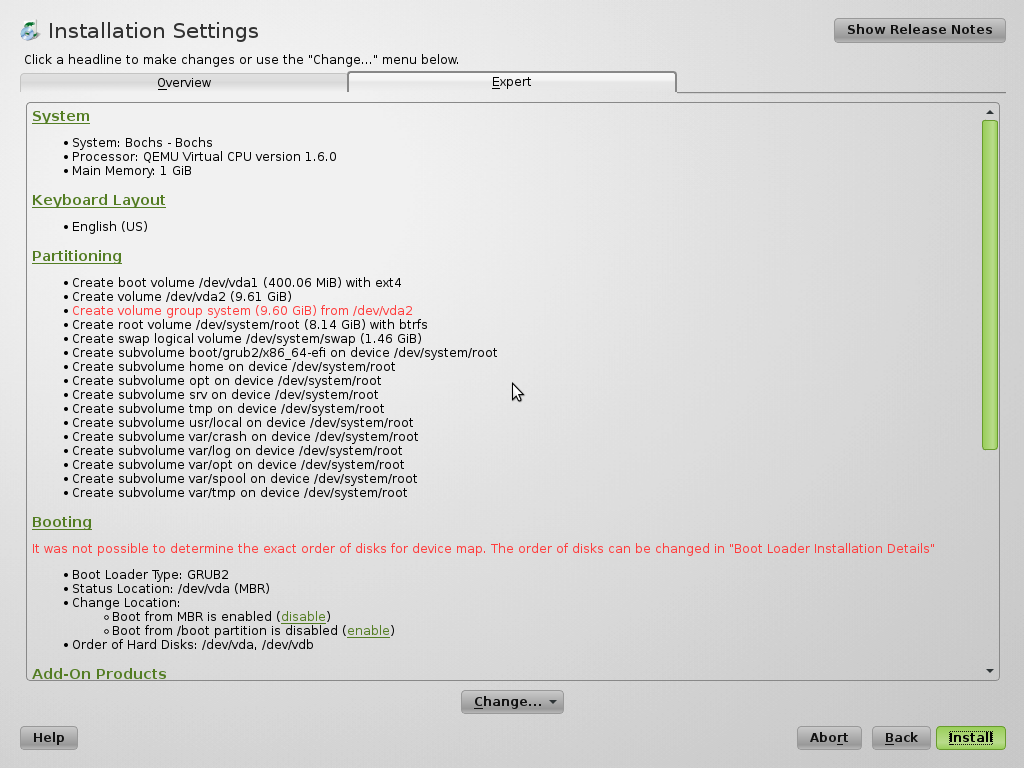 Installation Settings
Show Release Notes
Click a headline to make changes or use the "Change..." menu below.
Overview
Expert
System
• System: Bochs - Bochs
• Processor: QEMU Virtual CPU version 1.6.0
• Main Memory: 1 GiB
Keyboard Layout
• English (US)
Partitioning
• Create boot volume /dev/vda1 (400.06 MiB) with ext4
• Create volume /dev/vda2 (9.61 GiB)
• Create volume group system (9.60 GiB) from /dev/vda2
• Create root volume /dev/system/root (8.14 GiB) with btrfs
• Create swap logical volume /dev/system/swap (1.46 GiB)
• Create subvolume boot/grub2/x86_64-efi on device /dev/system/root
• Create subvolume home on device /dev/system/root
• Create subvolume opt on device /dev/system/root
• Create subvolume srv on device /dev/system/root
• Create subvolume tmp on device /dev/system/root
• Create subvolume usr/local on device /dev/system/root
• Create subvolume var/crash on device /dev/system/root
• Create subvolume var/log on device /dev/system/root
• Create subvolume var/opt on device /dev/system/root
• Create subvolume var/spool on device /dev/system/root
• Create subvolume var/tmp on device /dev/system/root
Booting
It was not possible to determine the exact order of disks for device map. The order of disks can be changed in "Boot Loader Installation Details"
• Boot Loader Type: GRUB2
• Status Location: /dev/vda (MBR)
• Change Location:
◦ Boot from MBR is enabled (disable)
◦ Boot from /boot partition is disabled (enable)
• Order of Hard Disks: /dev/vda, /dev/vdb
Add-On Products
Change...
Help
Abort
Back
Install